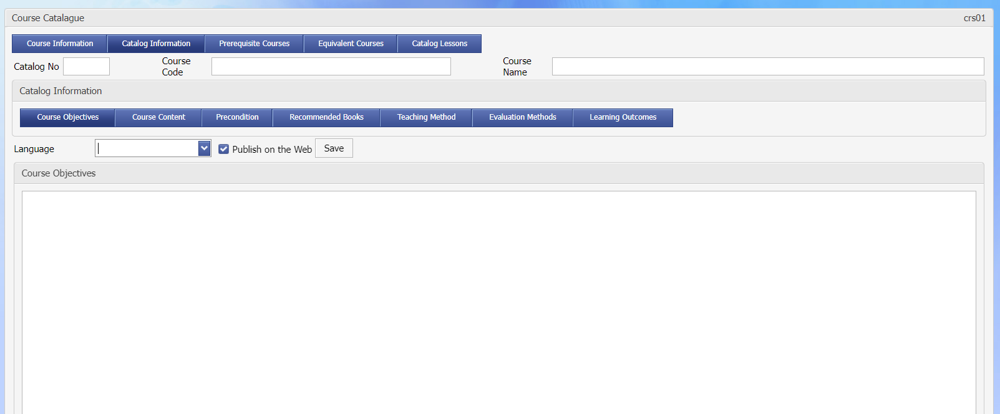 Course Catalague crs01
Course Information Catalog Information Prerequisite Courses Equivalent Courses Catalog Lessons
Catalog No Course Code Course Name
Catalog Information
Course Objectives Course Content Precondition Recommended Books Teaching Method Evaluation Methods Learning Outcomes
Language Publish on the Web Save
Course Objectives